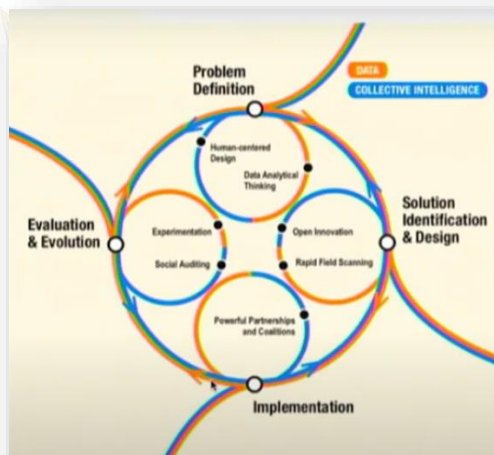 Problem
Definition
DATA
COLLECTIVE INTELLIGENCE
Human-centered
Design
Data Analytical
Thinking
Evaluation
& Evolution
Experimentation
Social Auditing
Open Innovation
Rapid Field Scanning
Solution
Identification
& Design
Powerful Partnerships
and Coalitions
Implementation